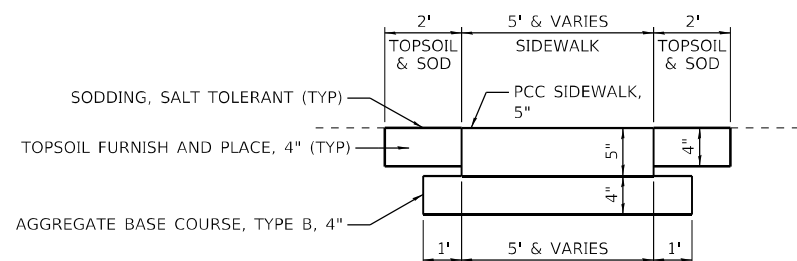 2' 5' & VARIES 2'
TOPSOIL SIDEWALK TOPSOIL
& SOD & SOD
SODDING, SALT TOLERANT (TYP)
PCC SIDEWALK,
5"
TOPSOIL FURNISH AND PLACE, 4" (TYP)
5"
4"
4"
AGGREGATE BASE COURSE, TYPE B, 4"
1' 5' & VARIES 1'